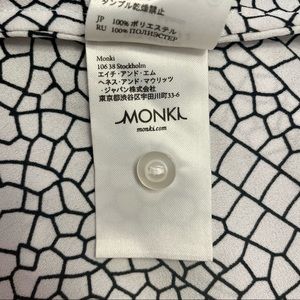 タンブル乾燥禁止
JP 100% ポリエステル
RU 100% ПОЛИЭСТЕР
Monki
106 38 Stockholm
エイチ・アンド・エム
ヘネス・アンド・マウリッツ
・ジャパン株式会社
東京都渋谷区宇田川町33-6
MONKI
monki.com